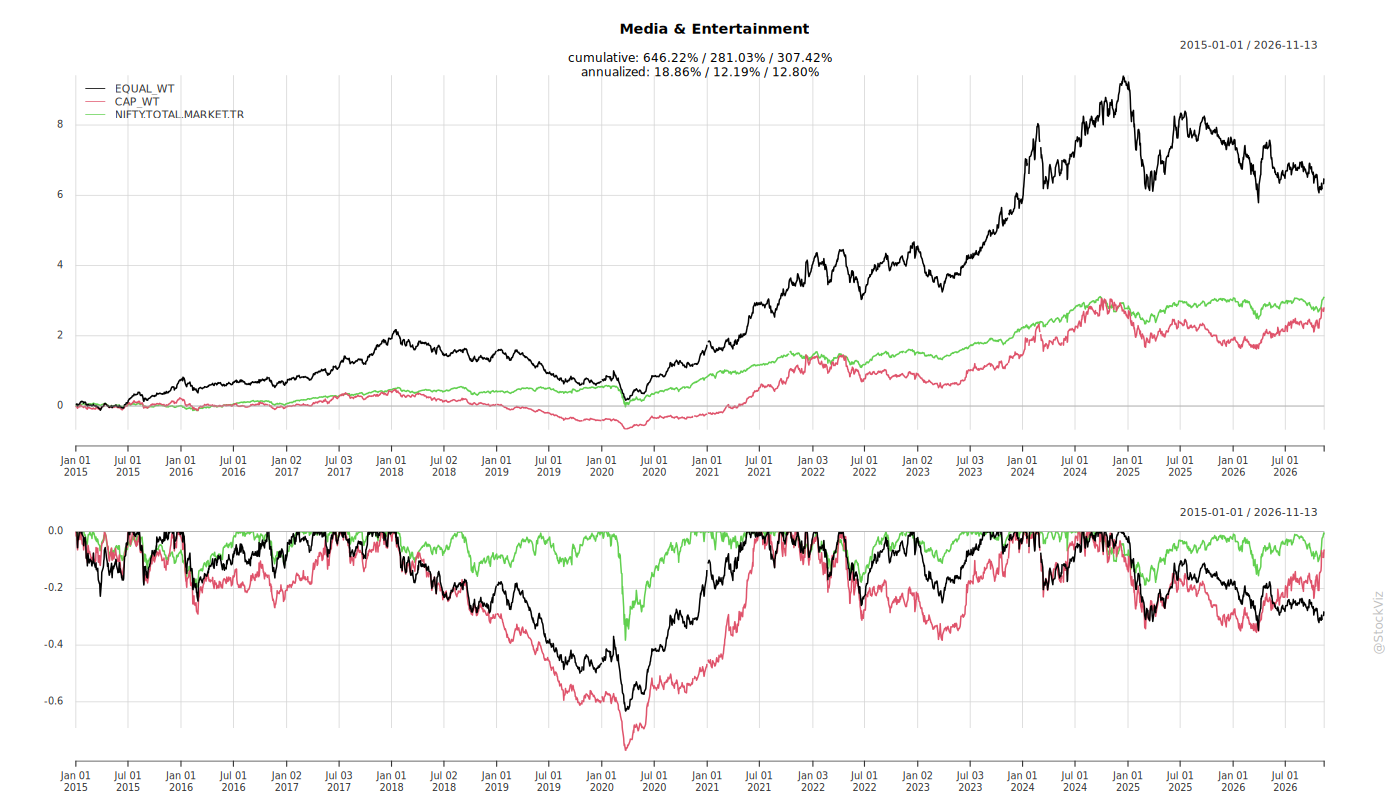 Media & Entertainment
2015-01-01 / 2026-11-13
cumulative: 646.22% / 281.03% / 307.42%
annualized: 18.86% / 12.19% / 12.80%
EQUAL_WT
CAP_WT
NIFTY.TOTAL.MARKET.TR
8
6
4
2
0
Jan 01 Jul 01 Jan 01 Jul 01 Jan 02 Jul 03 Jan 01 Jul 02 Jan 01 Jul 01 Jan 01 Jul 01 Jan 01 Jul 01 Jan 03 Jul 01 Jan 02 Jul 03 Jan 01 Jul 01 Jan 01 Jul 01 Jan 01 Jul 01
2015 2015 2016 2016 2017 2017 2018 2018 2019 2019 2020 2020 2021 2021 2022 2022 2023 2023 2024 2024 2025 2025 2026 2026
2015-01-01 / 2026-11-13
0.0
-0.2
-0.4
-0.6
Jan 01 Jul 01 Jan 01 Jul 01 Jan 02 Jul 03 Jan 01 Jul 02 Jan 01 Jul 01 Jan 01 Jul 01 Jan 01 Jul 01 Jan 03 Jul 01 Jan 02 Jul 03 Jan 01 Jul 01 Jan 01 Jul 01 Jan 01 Jul 01
2015 2015 2016 2016 2017 2017 2018 2018 2019 2019 2020 2020 2021 2021 2022 2022 2023 2023 2024 2024 2025 2025 2026 2026
@StockViz